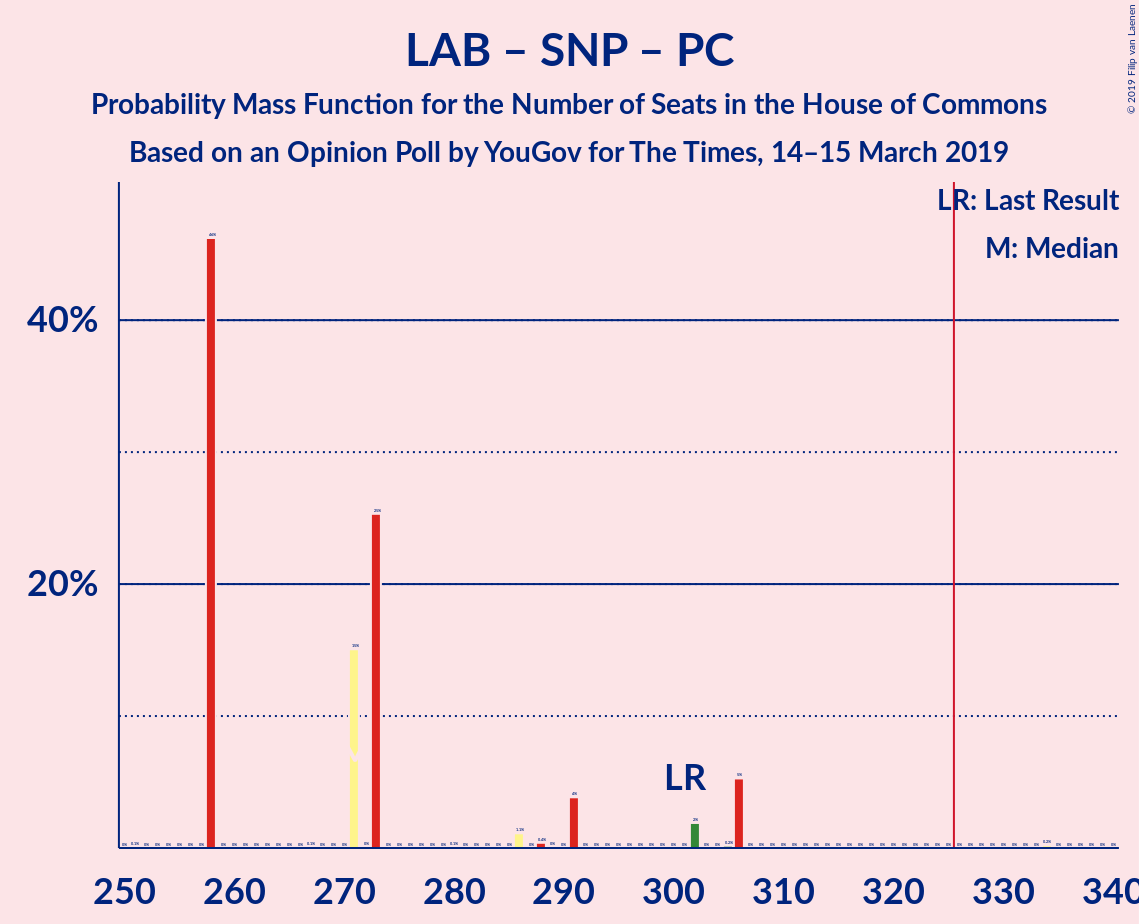 LAB – SNP – PC
Probability Mass Function for the Number of Seats in the House of Commons
Based on an Opinion Poll by YouGov for The Times, 14–15 March 2019
© 2019 Filip van Laenen
LR: Last Result
M: Median
40%
20%
LR
250 260 270 280 290 300 310 320 330 340